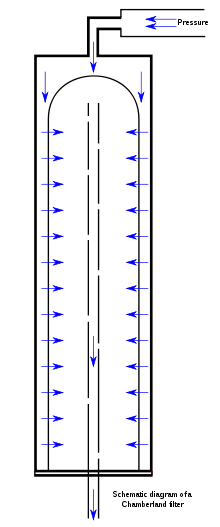 Pressure
Schematic diagram of a
Chamberland filter